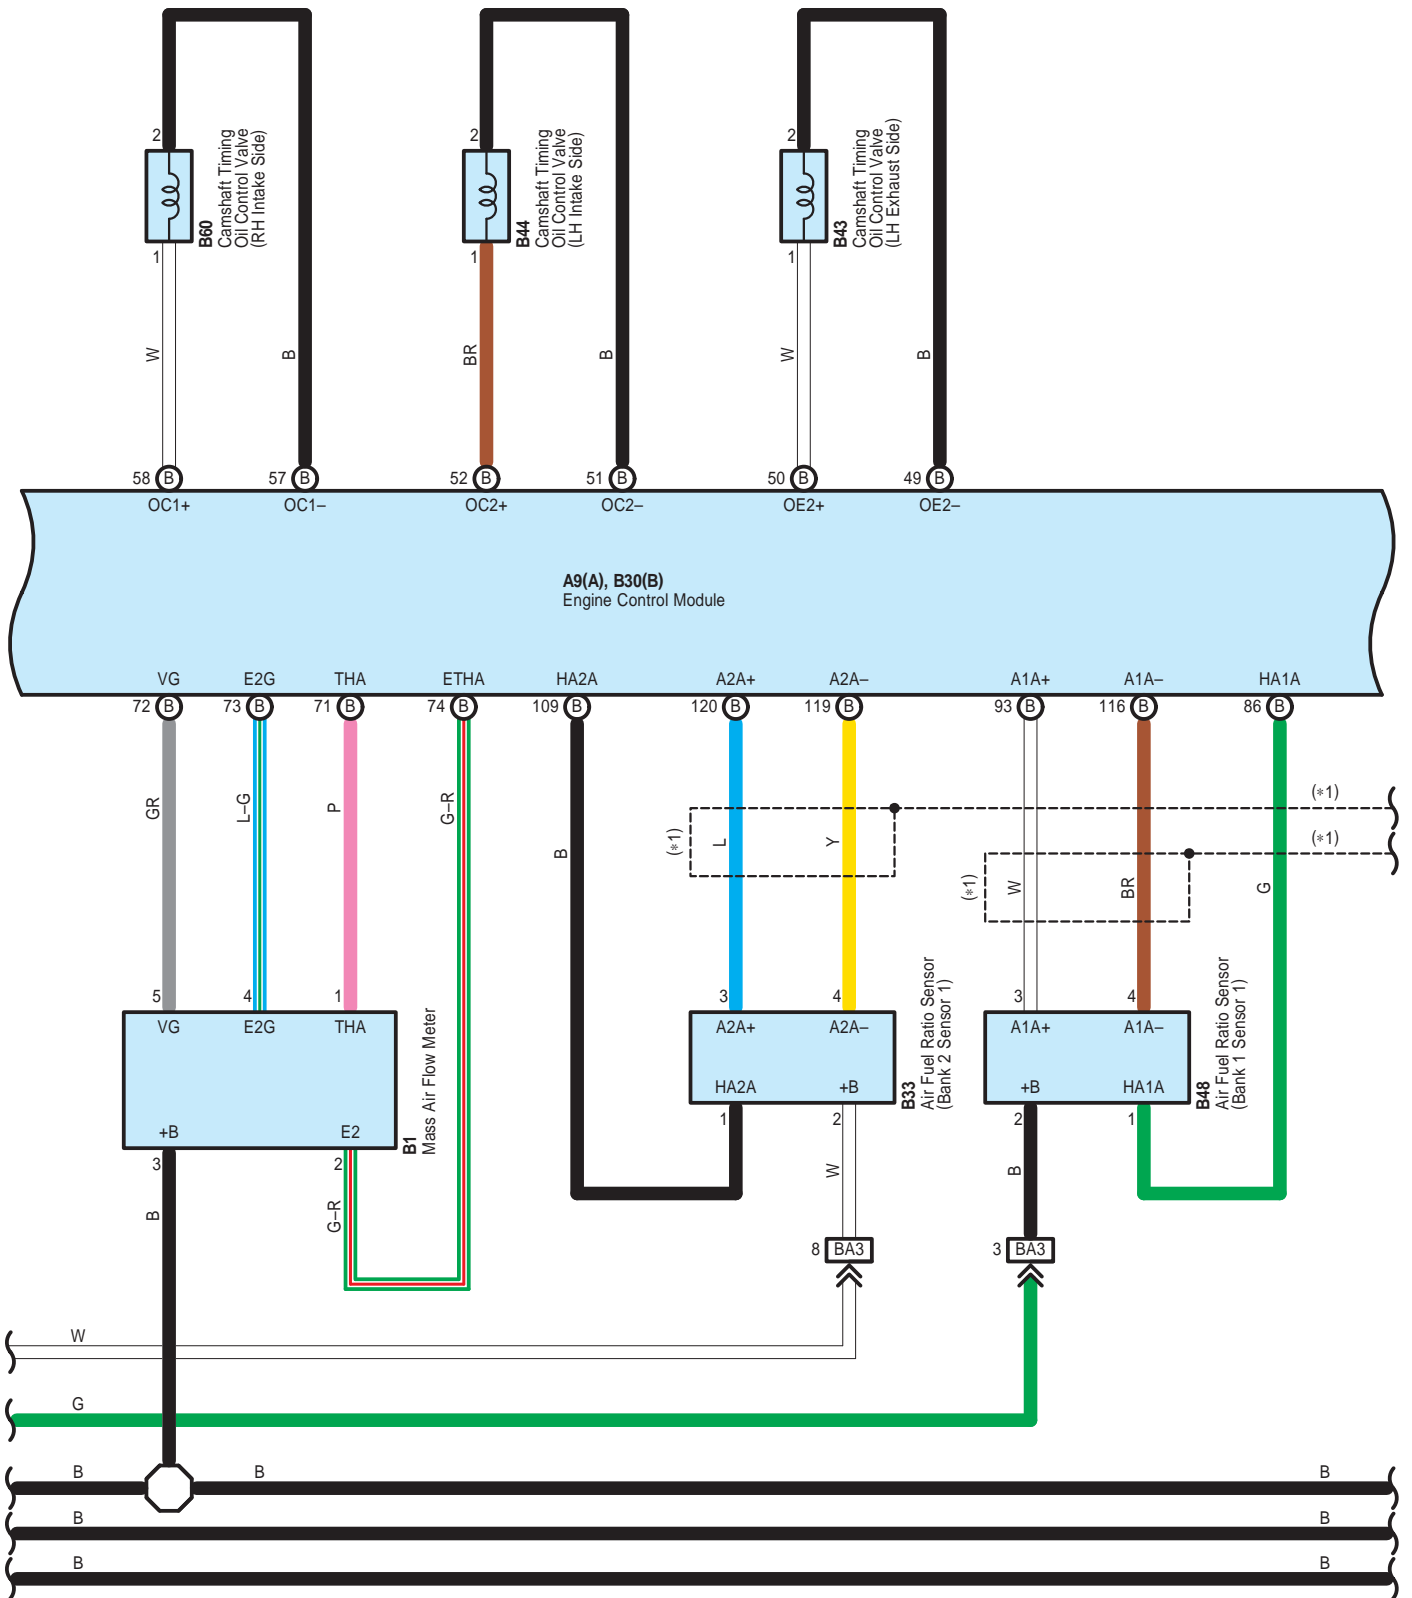 2
2
2
B60
Camshaft Timing
Oil Control Valve
(RH Intake Side)
B44
Camshaft Timing
Oil Control Valve
(LH Intake Side)
B43
Camshaft Timing
Oil Control Valve
(LH Exhaust Side)
1
1
1
W
B
BR
B
W
B
58 B
57 B
52 B
51 B
50 B
49 B
OC1+
OC1–
OC2+
OC2–
OE2+
OE2–
A9(A), B30(B)
Engine Control Module
VG
E2G
THA
ETHA
HA2A
A2A+
A2A–
A1A+
A1A–
HA1A
72 B
73 B
71 B
74 B
109 B
120 B
119 B
93 B
116 B
86 B
GR
L–G
P
G–R
B
(*1)
L
Y
(*1)
(*1)
(*1)
W
BR
G
5
4
1
3
4
3
4
VG
E2G
THA
A2A+
A2A–
A1A+
A1A–
HA2A
+B
+B
HA1A
+B
E2
B1
Mass Air Flow Meter
B33
Air Fuel Ratio Sensor
(Bank 2 Sensor 1)
B48
Air Fuel Ratio Sensor
(Bank 1 Sensor 1)
1
2
2
1
3
2
B
G–R
W
B
8 BA3
3 BA3
W
G
B
B
B
B
B
B
B